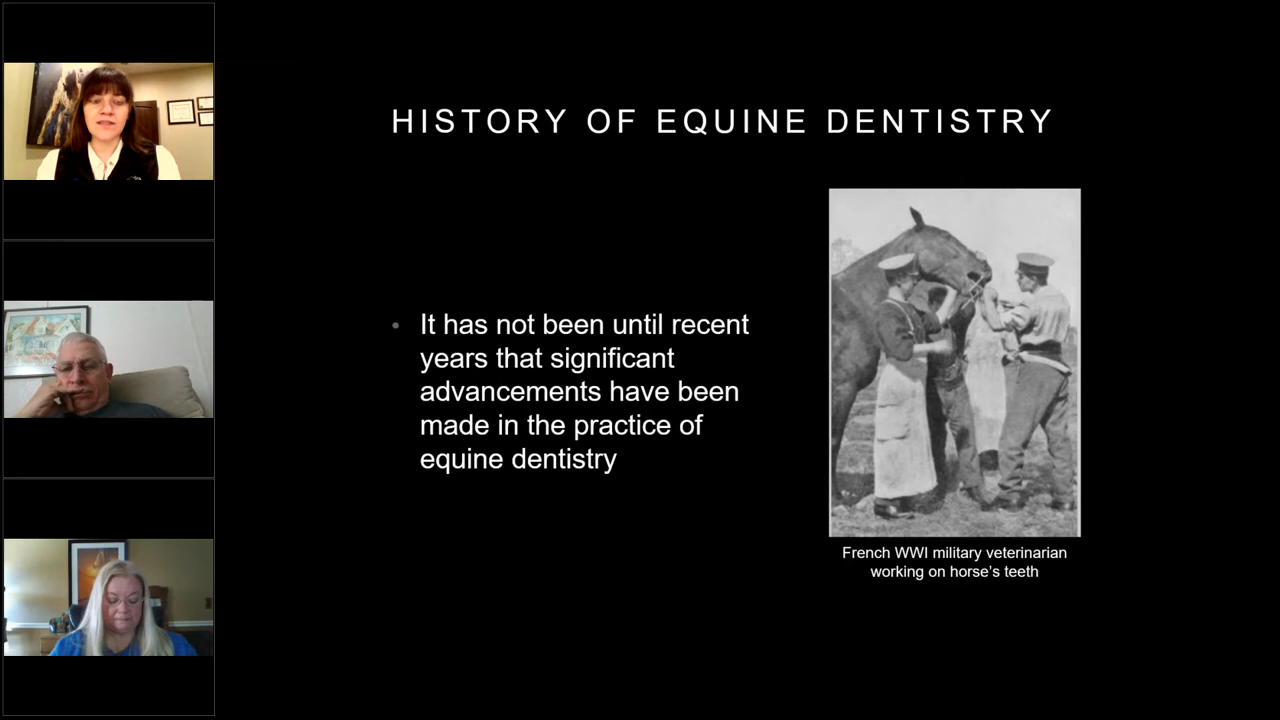 HISTORY OF EQUINE DENTISTRY
• It has not been until recent
years that significant
advancements have been
made in the practice of
equine dentistry
French WWI military veterinarian
working on horse's teeth